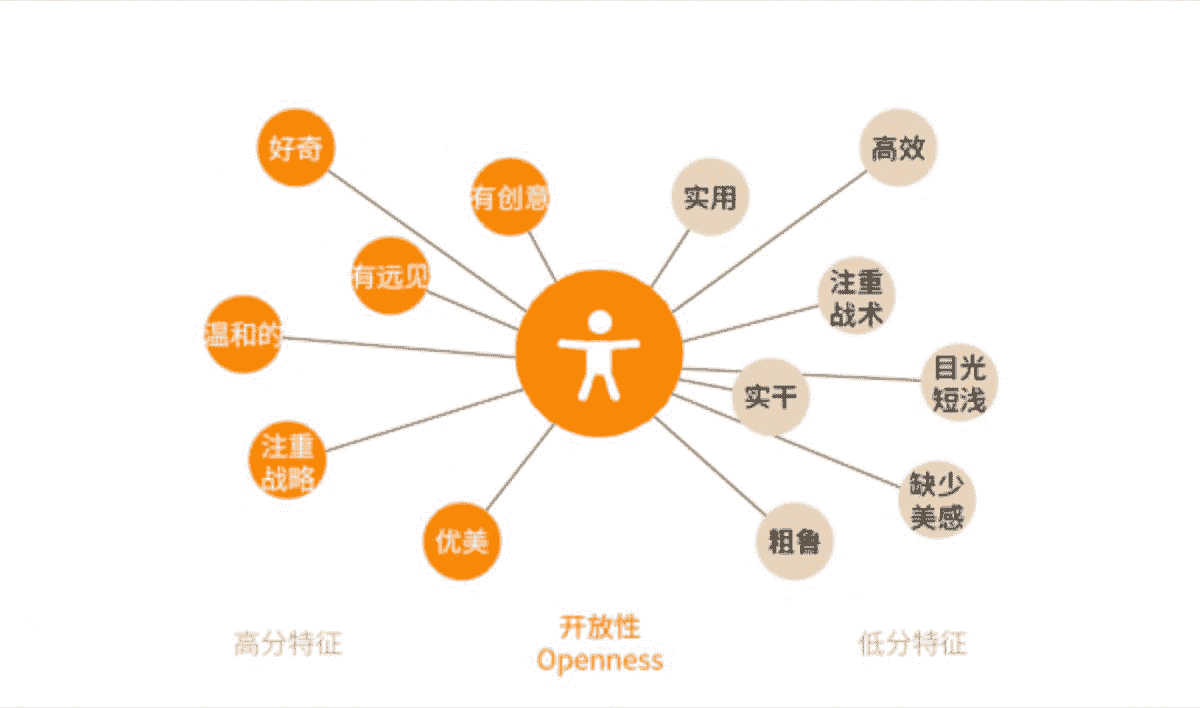 好奇
高效
有创意
实用
有远见
注重
战术
温和的
目光
短浅
实干
注重
战略
缺少
美感
优美
粗鲁
高分特征
开放性
Openness
低分特征